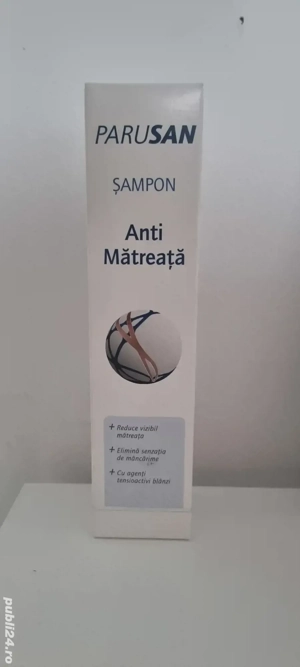 PARUSAN
ŞAMPON
Anti
Mătreaţă
+ Reduce vizibil
mătreaţa
+ Elimină senzaţia
de mâncărime
+ Cu agenţi
tensioactivi blânzi
publi24.ro